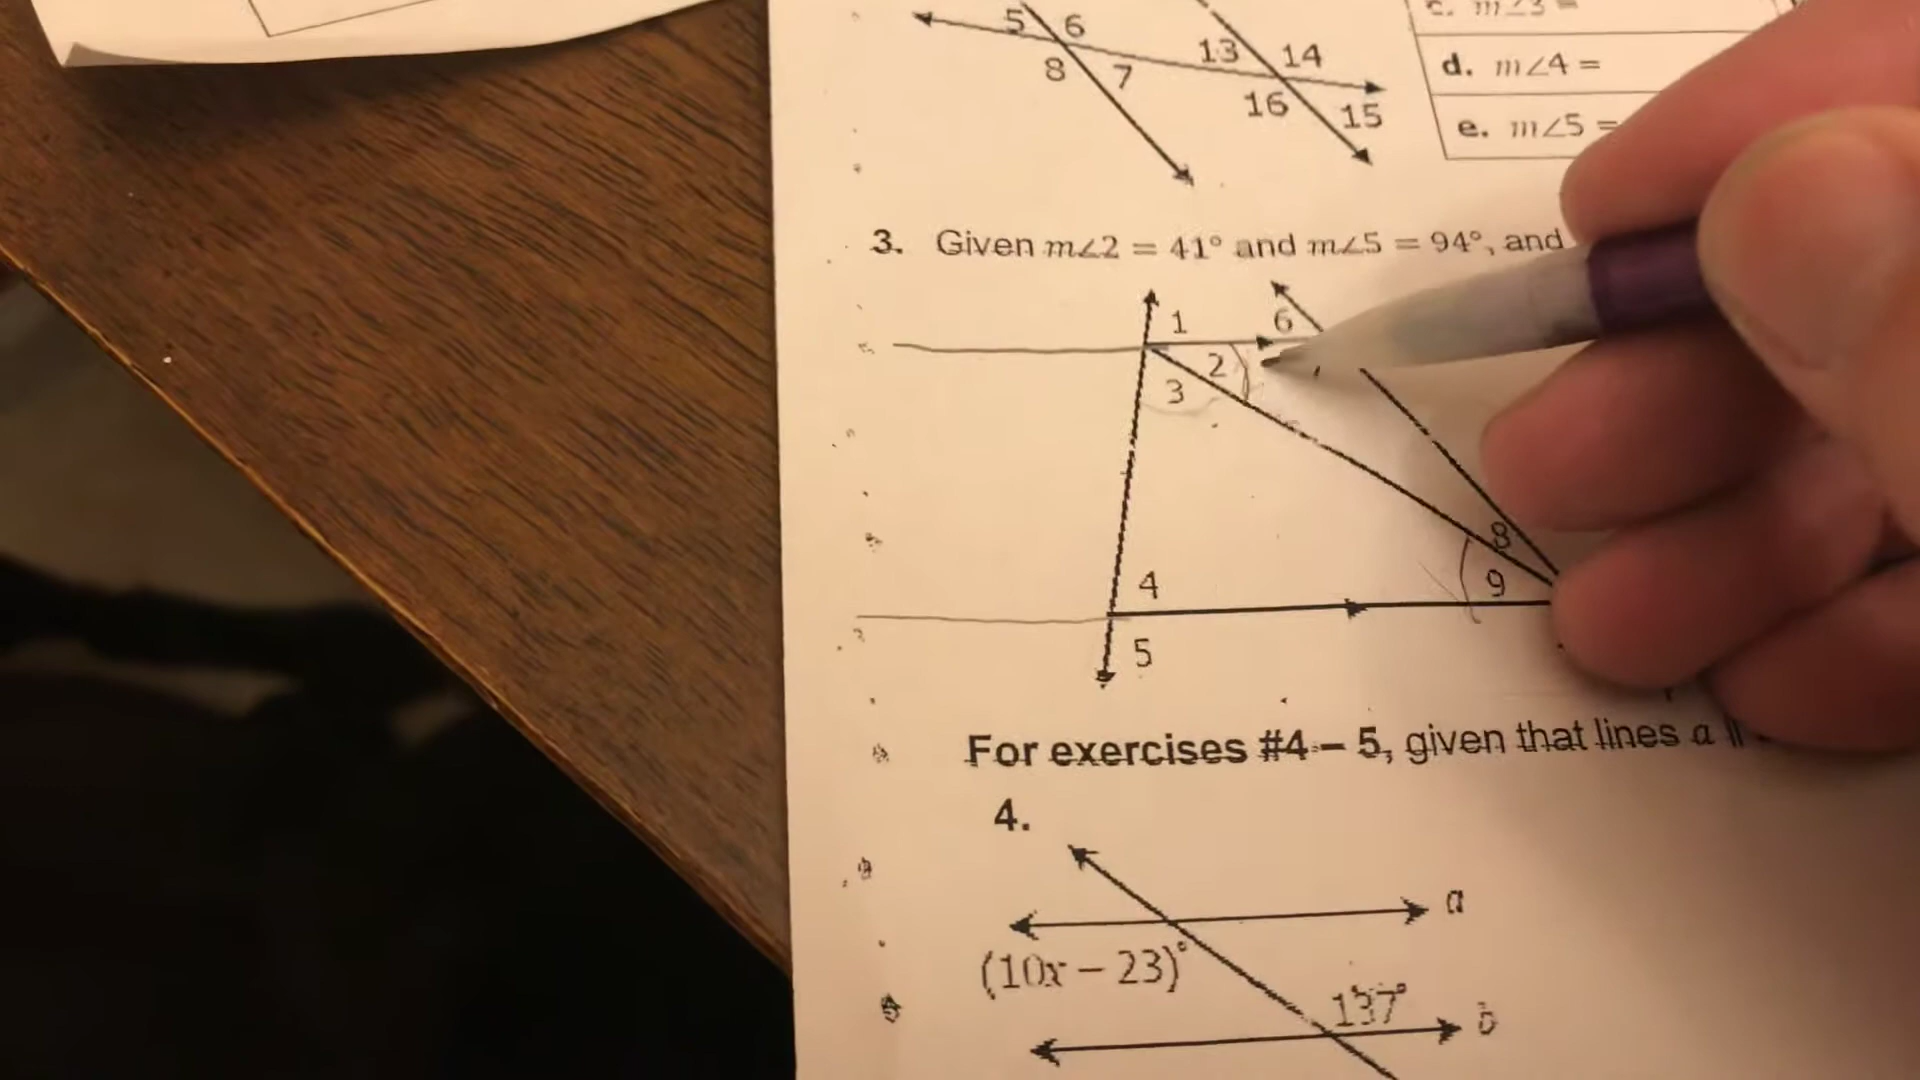 5 6
8 7
13 14
16 15
c. m∠3 =
d. m∠4 =
e. m∠5 =
3. Given m∠2 = 41° and m∠5 = 94°, and
1 6
2
3
8
4 9
5
For exercises #4 – 5, given that lines a ||
4.
a
(10x – 23)°
137°
b